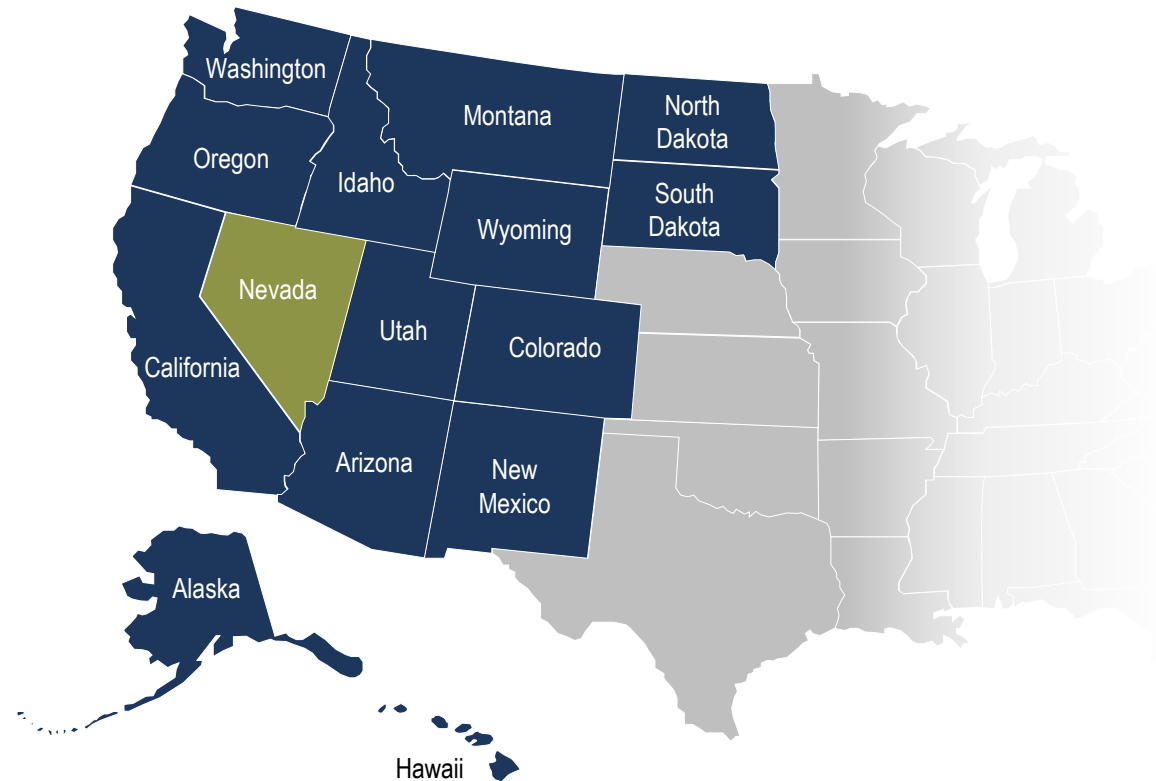 Washington
Montana
North
Dakota
Oregon
Idaho
South
Dakota
Wyoming
Nevada
Utah
Colorado
California
Arizona
New
Mexico
Alaska
Hawaii